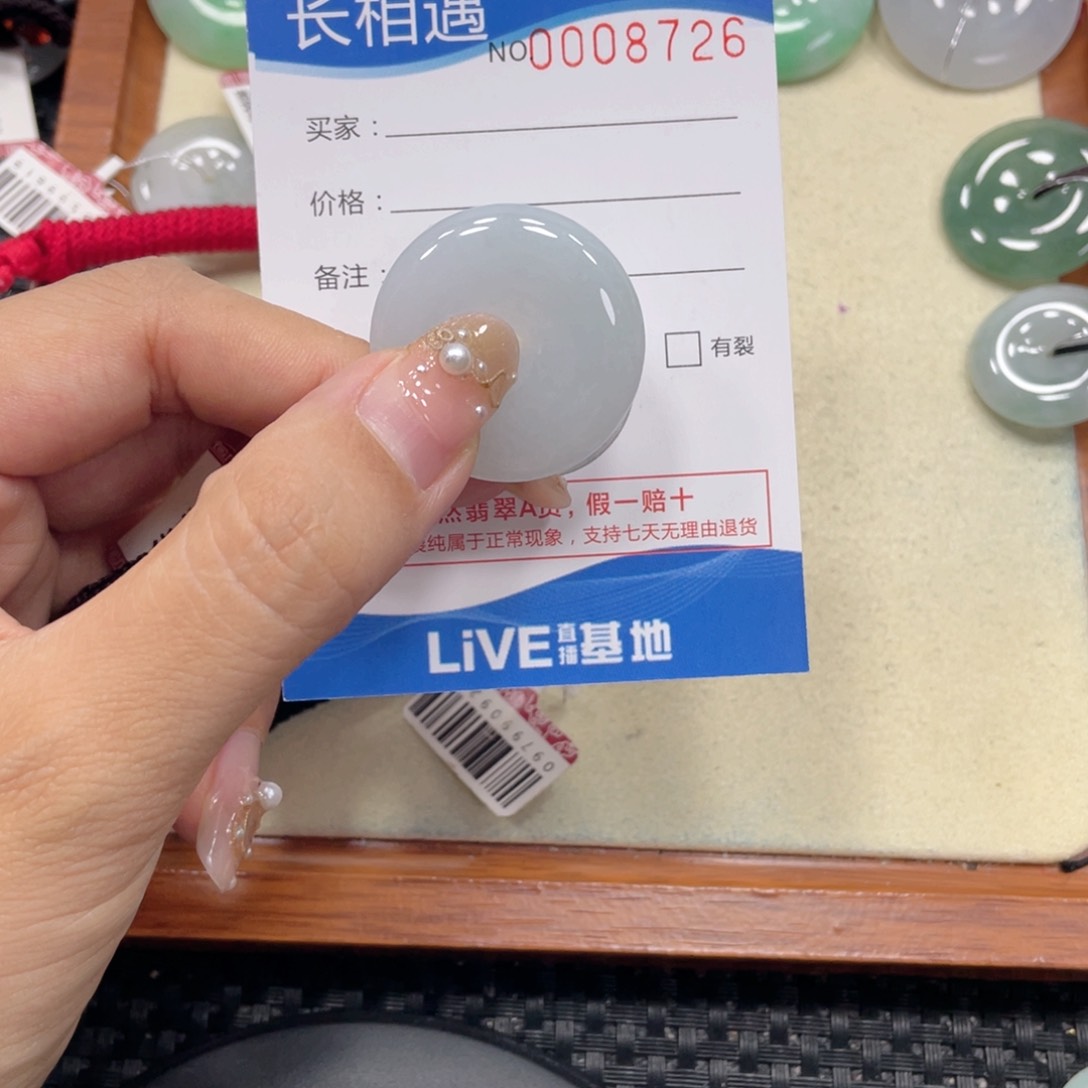 长相遇
NO0008726
买家：
价格：
备注：
有裂
翡翠A货，假一赔十
纯属于正常现象，支持七天无理由退货
LiVE直播基地
0979909